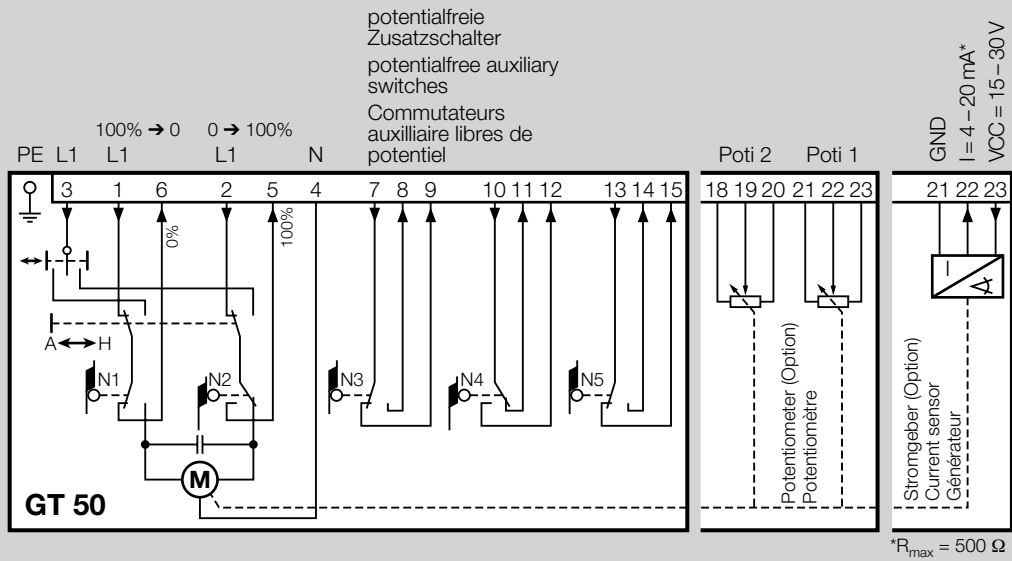 potentialfreie
Zusatzschalter
potentialfree auxiliary
switches
Commutateurs
auxilliaire libres de
potentiel
100% ➔ 0 0 ➔ 100%
PE L1 L1 L1 N
Poti 2 Poti 1
GND
I = 4 – 20 mA*
VCC = 15 – 30 V
3 1 6 2 5 4 7 8 9 10 11 12 13 14 15
18 19 20 21 22 23
21 22 23
0%
100%
A H
N1 N2 N3 N4 N5
M
GT 50
Potentiometer (Option)
Potentiomètre
Stromgeber (Option)
Current sensor
Générateur
I
*Rmax = 500 Ω